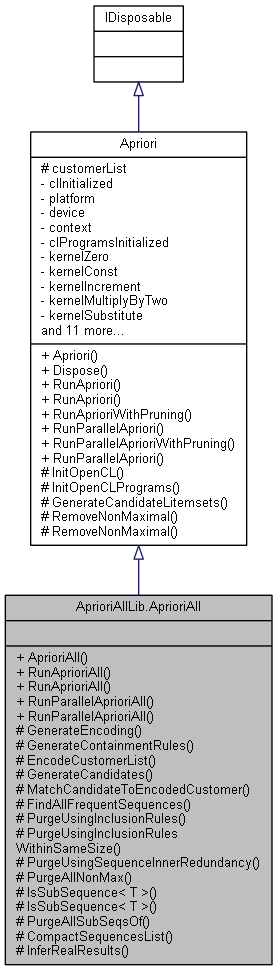 IDisposable
Apriori
# customerList
- clInitialized
- platform
- device
- context
- clProgramsInitialized
- kernelZero
- kernelConst
- kernelIncrement
- kernelMultiplyByTwo
- kernelSubstitute
and 11 more...
+ Apriori()
+ Dispose()
+ RunApriori()
+ RunApriori()
+ RunAprioriWithPruning()
+ RunParallelApriori()
+ RunParallelAprioriWithPruning()
+ RunParallelApriori()
# InitOpenCL()
# InitOpenCLPrograms()
# GenerateCandidateLitemsets()
# RemoveNonMaximal()
# RemoveNonMaximal()
AprioriAllLib.AprioriAll
+ AprioriAll()
+ RunAprioriAll()
+ RunAprioriAll()
+ RunParallelAprioriAll()
+ RunParallelAprioriAll()
# GenerateEncoding()
# GenerateContainmentRules()
# EncodeCustomerList()
# GenerateCandidates()
# MatchCandidateToEncodedCustomer()
# FindAllFrequentSequences()
# PurgeUsingInclusionRules()
# PurgeUsingInclusionRules
WithinSameSize()
# PurgeUsingSequenceInnerRedundancy()
# PurgeAllNonMax()
# IsSubSequence< T >()
# IsSubSequence< T >()
# PurgeAllSubSeqsOf()
# CompactSequencesList()
# InferRealResults()